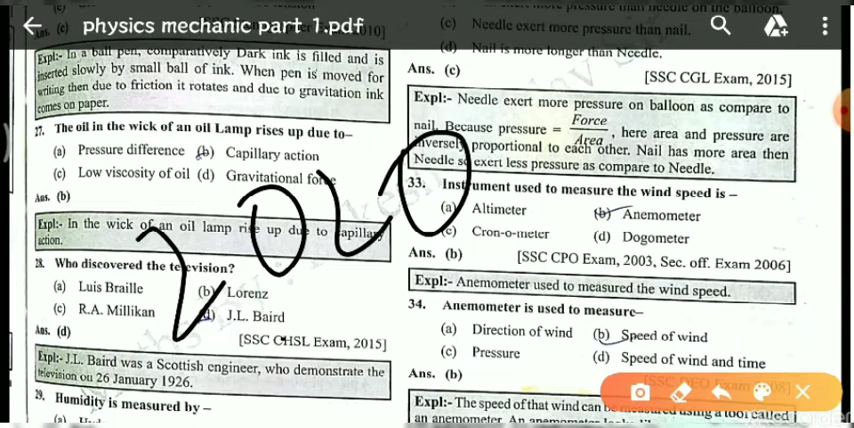 physics mechanic part 1.pdf
Ans. (c)
2010]
Expl:- In a ball pen, comparatively Dark ink is filled and is
inserted slowly by small ball of ink. When pen is moved for
writing then due to friction it rotates and due to gravitation ink
comes on paper.
27. The oil in the wick of an oil Lamp rises up due to–
(a) Pressure difference (b) Capillary action
(c) Low viscosity of oil (d) Gravitational force
Ans. (b)
Expl:- In the wick of an oil lamp rise up due to capillary
action.
28. Who discovered the television?
(a) Luis Braille (b) Lorenz
(c) R.A. Millikan (d) J.L. Baird
Ans. (d)
[SSC CHSL Exam, 2015]
Expl:- J.L. Baird was a Scottish engineer, who demonstrate the
television on 26 January 1926.
29. Humidity is measured by –
2020
more pressure than needle on the balloon.
(c) Needle exert more pressure than nail.
(d) Nail is more longer than Needle.
Ans. (c)
[SSC CGL Exam, 2015]
Expl:- Needle exert more pressure on balloon as compare to
nail. Because pressure = Force/Area, here area and pressure are
inversely proportional to each other. Nail has more area then
Needle so exert less pressure as compare to Needle.
33. Instrument used to measure the wind speed is –
(a) Altimeter (b) Anemometer
(c) Cron-o-meter (d) Dogometer
Ans. (b) [SSC CPO Exam, 2003, Sec. off. Exam 2006]
Expl:- Anemometer used to measured the wind speed.
34. Anemometer is used to measure–
(a) Direction of wind (b) Speed of wind
(c) Pressure (d) Speed of wind and time
Ans. (b)
Expl:- The speed of that wind can be measured using a tool called
an anemometer. An anemometer